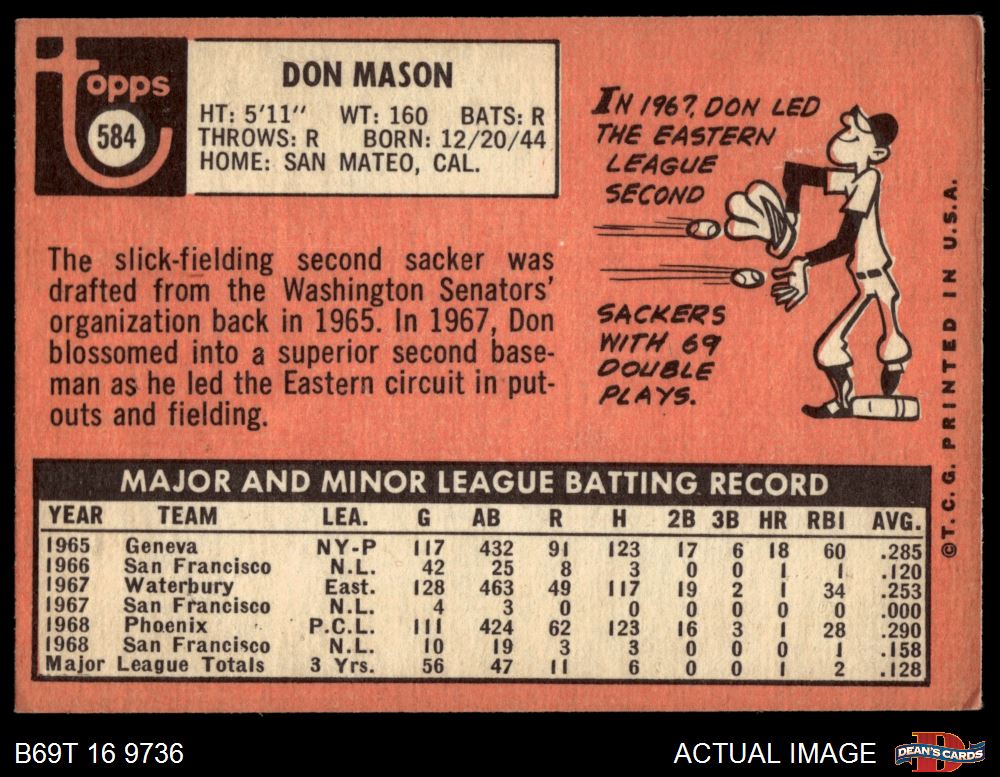 topps
584
DON MASON
HT: 5'11" WT: 160 BATS: R
THROWS: R BORN: 12/20/44
HOME: SAN MATEO, CAL.
IN 1967, DON LED
THE EASTERN
LEAGUE
SECOND
SACKERS
WITH 69
DOUBLE
PLAYS.
The slick-fielding second sacker was
drafted from the Washington Senators'
organization back in 1965. In 1967, Don
blossomed into a superior second base-
man as he led the Eastern circuit in put-
outs and fielding.
©T.C.G. PRINTED IN U.S.A.
MAJOR AND MINOR LEAGUE BATTING RECORD
YEAR TEAM LEA. G AB R H 2B 3B HR RBI AVG.
1965 Geneva NY-P 117 432 91 123 17 6 18 60 .285
1966 San Francisco N.L. 42 25 8 3 0 0 1 1 .120
1967 Waterbury East. 128 463 49 117 19 2 1 34 .253
1967 San Francisco N.L. 4 3 0 0 0 0 0 0 .000
1968 Phoenix P.C.L. 111 424 62 123 16 3 1 28 .290
1968 San Francisco N.L. 10 19 3 3 0 0 0 1 .158
Major League Totals 3 Yrs. 56 47 11 6 0 0 1 2 .128
B69T 16 9736
ACTUAL IMAGE
DEAN'S CARDS